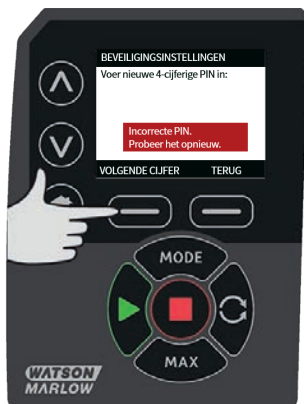 BEVEILIGINGSINSTELLINGEN
Voer nieuwe 4-cijferige PIN in:
Incorrecte PIN.
Probeer het opnieuw.
VOLGENDE CIJFER TERUG
MODE
MAX
WATSON
MARLOW